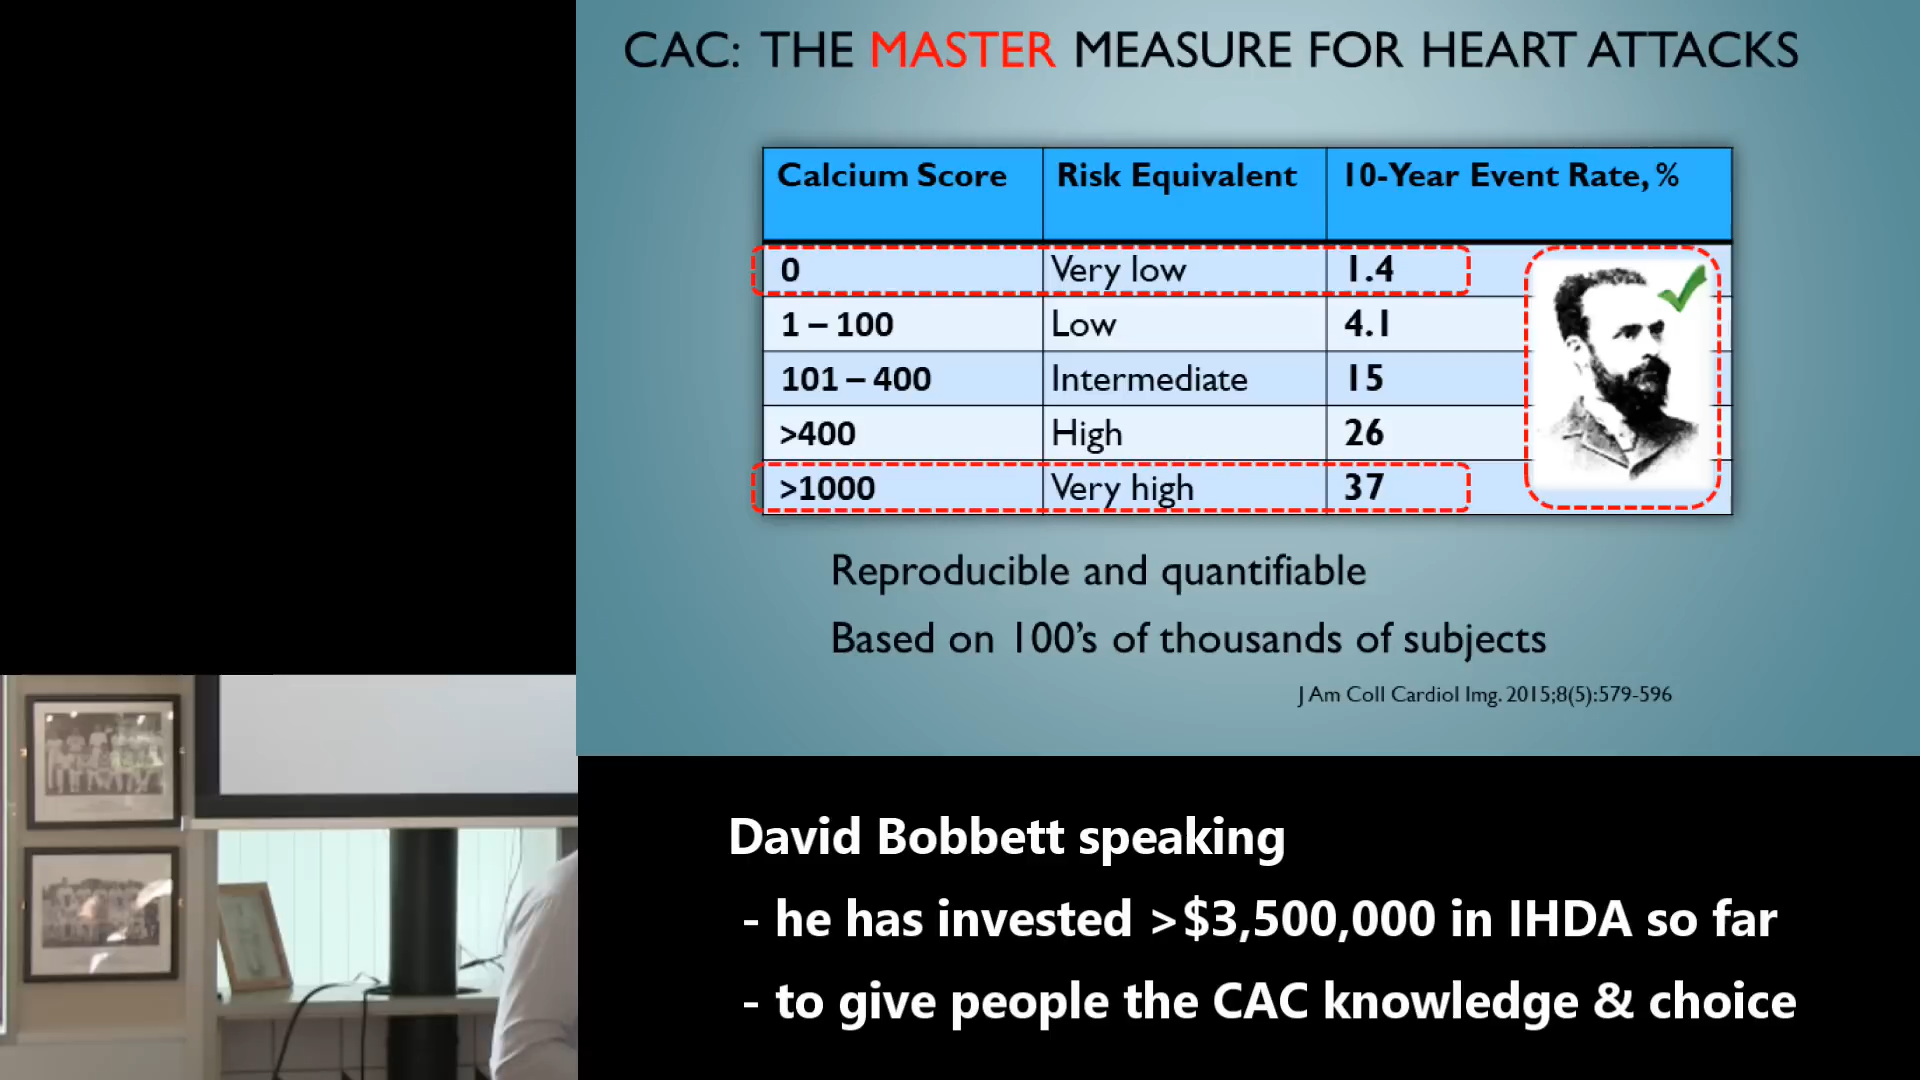 CAC: THE MASTER MEASURE FOR HEART ATTACKS
Calcium Score Risk Equivalent 10-Year Event Rate, %
0 Very low 1.4
1 – 100 Low 4.1
101 – 400 Intermediate 15
>400 High 26
>1000 Very high 37
Reproducible and quantifiable
Based on 100's of thousands of subjects
J Am Coll Cardiol Img. 2015;8(5):579-596
David Bobbett speaking
- he has invested >$3,500,000 in IHDA so far
- to give people the CAC knowledge & choice